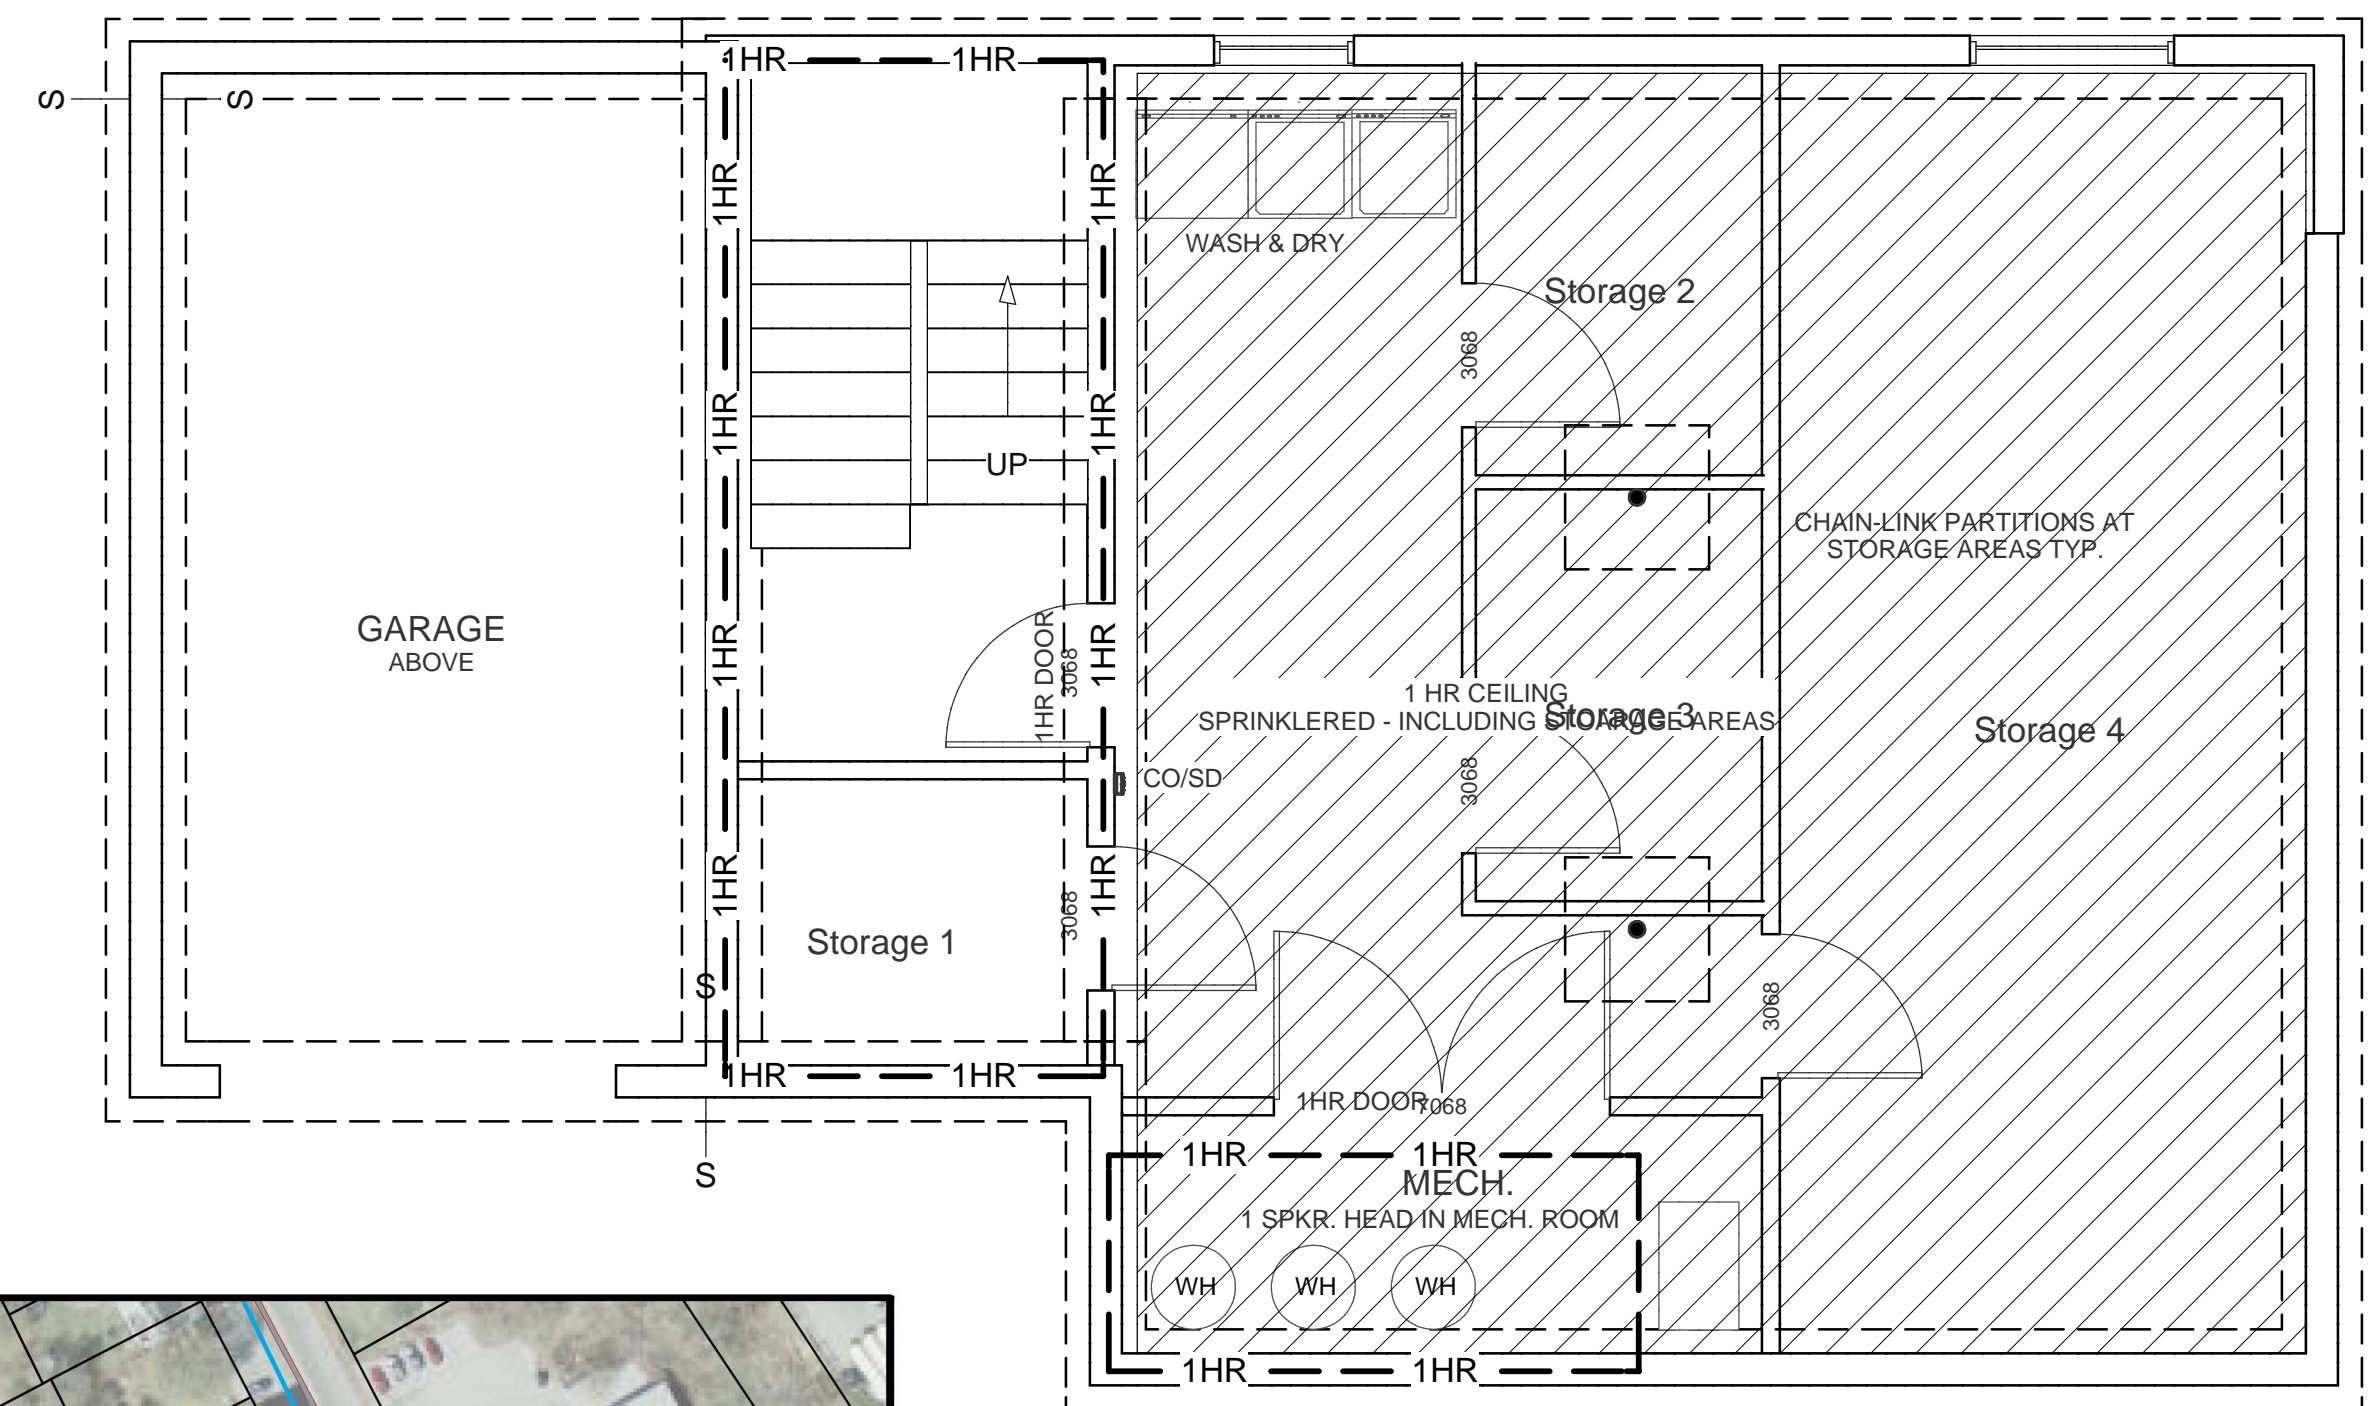 1HR 1HR
S S
1HR 1HR
WASH & DRY
Storage 2
3068
1HR 1HR
UP
CHAIN-LINK PARTITIONS AT
STORAGE AREAS TYP.
GARAGE
ABOVE
1HR
1HR DOOR
3068
1HR
1 HR CEILING
SPRINKLERED - INCLUDING STOARAGE AREAS
Storage 3
Storage 4
CO/SD
3068
1HR
3068
1HR
Storage 1
S
3068
1HR 1HR
1HR DOOR
7068
1HR 1HR
MECH.
1 SPKR. HEAD IN MECH. ROOM
S
WH WH WH
1HR 1HR